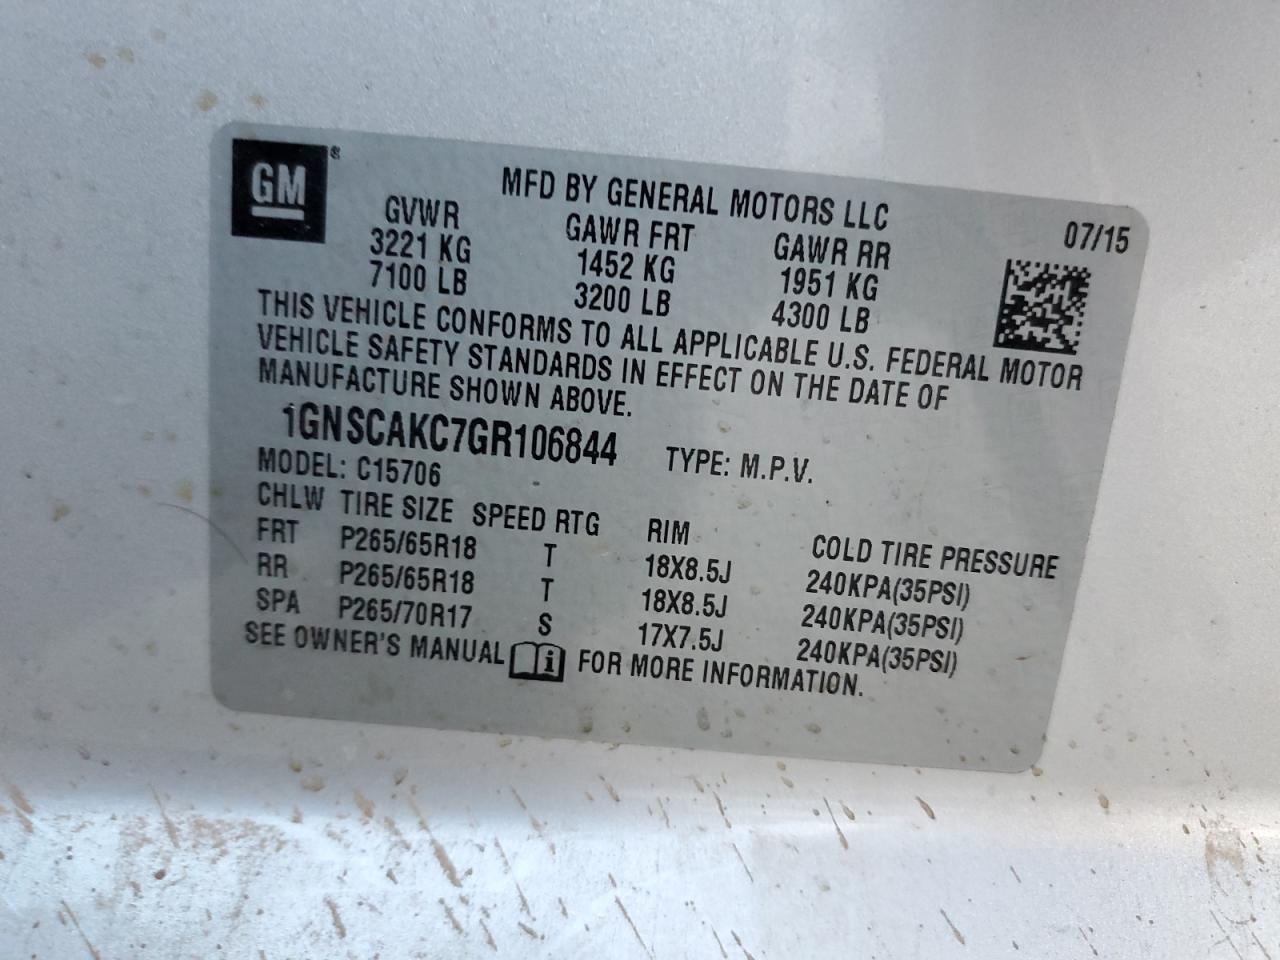 GM®
MFD BY GENERAL MOTORS LLC
07/15
GVWR GAWR FRT GAWR RR
3221 KG 1452 KG 1951 KG
7100 LB 3200 LB 4300 LB
THIS VEHICLE CONFORMS TO ALL APPLICABLE U.S. FEDERAL MOTOR
VEHICLE SAFETY STANDARDS IN EFFECT ON THE DATE OF
MANUFACTURE SHOWN ABOVE.
1GNSCAKC7GR106844 TYPE: M.P.V.
MODEL: C15706
CHLW TIRE SIZE SPEED RTG RIM COLD TIRE PRESSURE
FRT P265/65R18 T 18X8.5J 240KPA(35PSI)
RR P265/65R18 T 18X8.5J 240KPA(35PSI)
SPA P265/70R17 S 17X7.5J 240KPA(35PSI)
SEE OWNER'S MANUAL i FOR MORE INFORMATION.